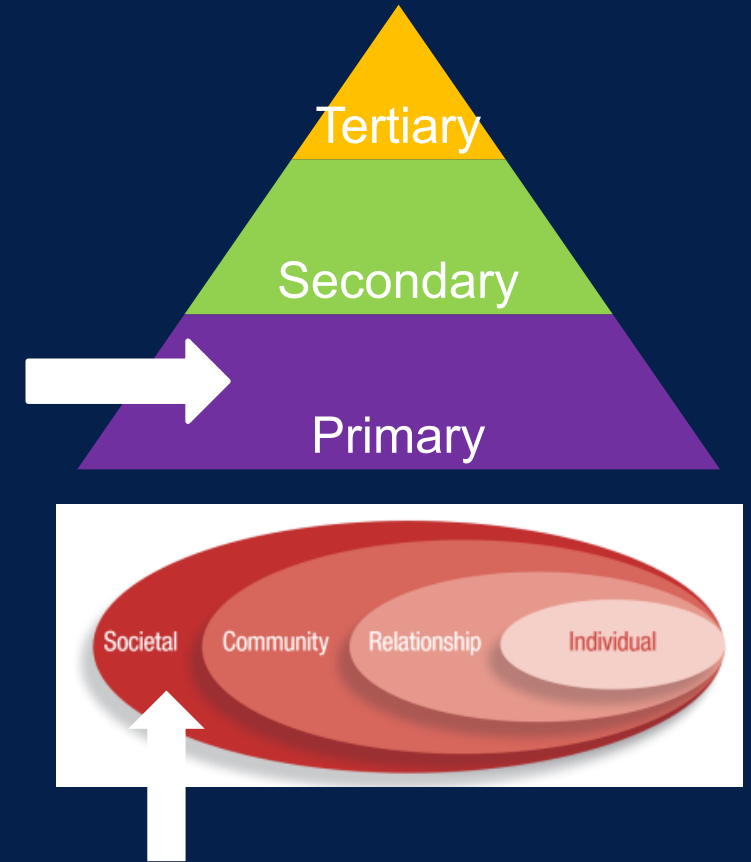 Tertiary
Secondary
Primary
Societal Community Relationship Individual